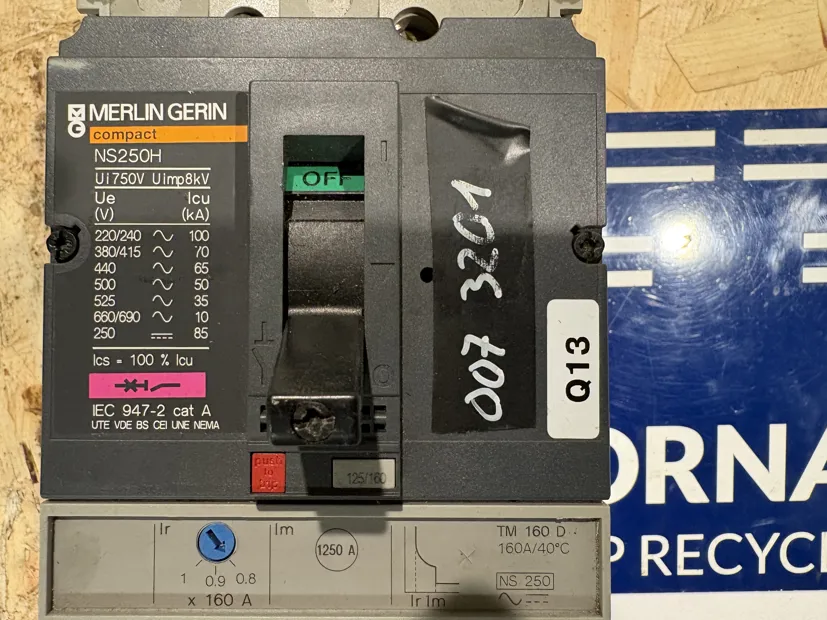 MERLIN GERIN
compact
NS250H
Ui750V Uimp8kV
Ue Icu
(V) (kA)
220/240 ~ 100
380/415 ~ 70
440 ~ 65
500 ~ 50
525 ~ 35
660/690 ~ 10
250 ⎓ 85
Ics = 100 % Icu
IEC 947-2 cat A
UTE VDE BS CEI UNE NEMA
OFF
push
to
trip
125/160
007 3201
Q13
ORNA
P RECYC
Ir
1 0.9 0.8
x 160 A
Im
1250 A
Ir Im
TM 160 D
160A/40°C
NS 250
~ ⎓